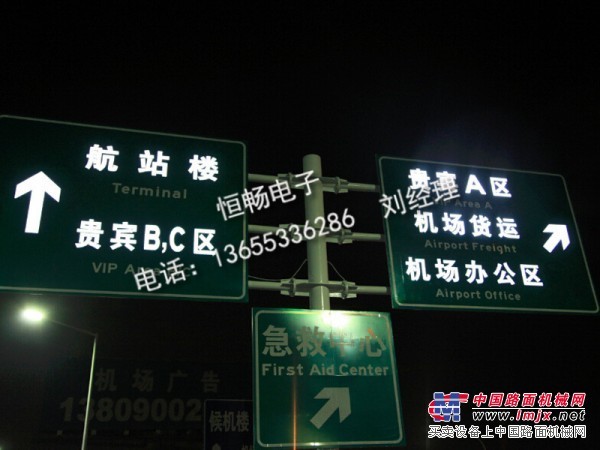 航站楼
Terminal
贵宾B,C区
VIP Area B,C
贵宾A区
VIP Area A
机场货运
Airport Freight
机场办公区
Airport Office
恒畅电子
电话：13655336286 刘经理
急救中心
First Aid Center
机场广告
13809002
候机楼
中国路面机械网
www.lmjx.net
买卖设备上中国路面机械网